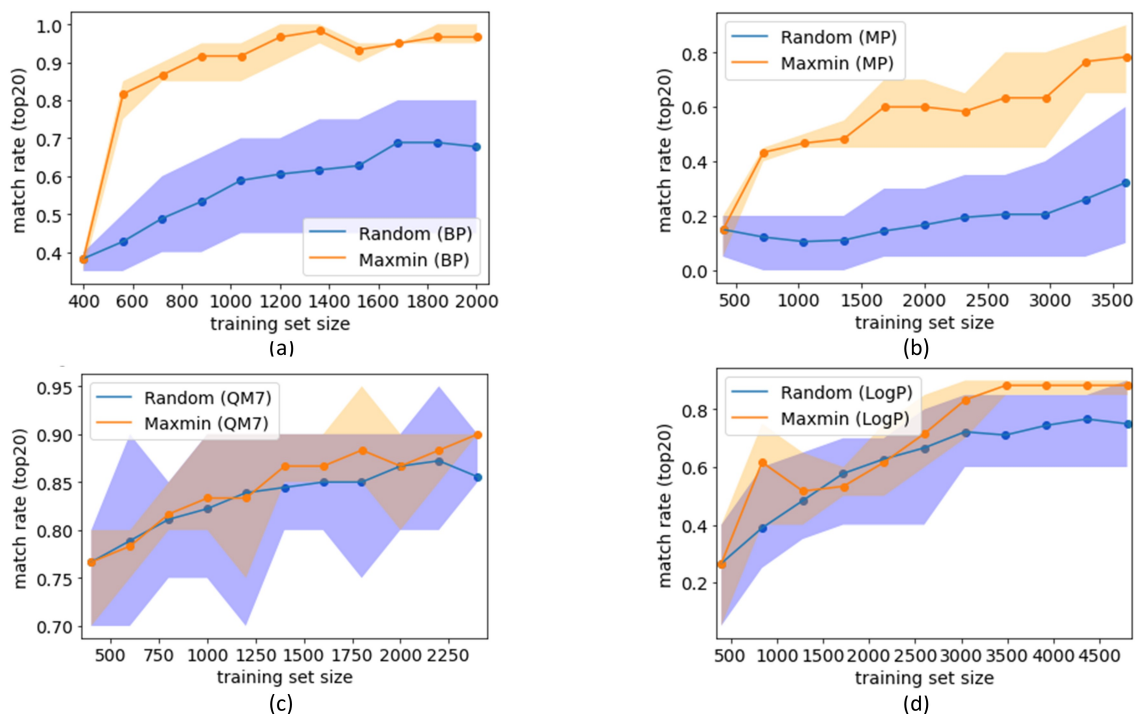 1.0
0.9
0.8
0.7
0.6
0.5
0.4
match rate (top20)
Random (BP)
Maxmin (BP)
400 600 800 1000 1200 1400 1600 1800 2000
training set size
(a)
0.8
0.6
0.4
0.2
0.0
match rate (top20)
Random (MP)
Maxmin (MP)
500 1000 1500 2000 2500 3000 3500
training set size
(b)
0.95
0.90
0.85
0.80
0.75
0.70
match rate (top20)
Random (QM7)
Maxmin (QM7)
500 750 1000 1250 1500 1750 2000 2250
training set size
(c)
0.8
0.6
0.4
0.2
match rate (top20)
Random (LogP)
Maxmin (LogP)
500 1000 1500 2000 2500 3000 3500 4000 4500
training set size
(d)